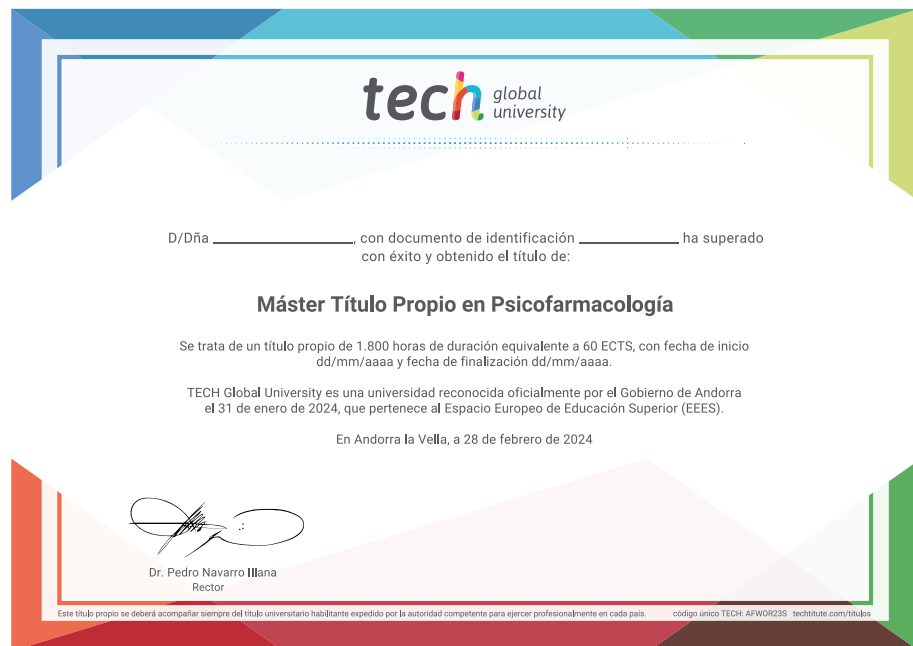 tech global university
D/Dña ______________, con documento de identificación __________ ha superado
con éxito y obtenido el título de:
Máster Título Propio en Psicofarmacología
Se trata de un título propio de 1.800 horas de duración equivalente a 60 ECTS, con fecha de inicio
dd/mm/aaaa y fecha de finalización dd/mm/aaaa.
TECH Global University es una universidad reconocida oficialmente por el Gobierno de Andorra
el 31 de enero de 2024, que pertenece al Espacio Europeo de Educación Superior (EEES).
En Andorra la Vella, a 28 de febrero de 2024
Dr. Pedro Navarro Illana
Rector
Este título propio se deberá acompañar siempre del título universitario habilitante expedido por la autoridad competente para ejercer profesionalmente en cada país. código único TECH: AFWOR23S techtitute.com/titulos